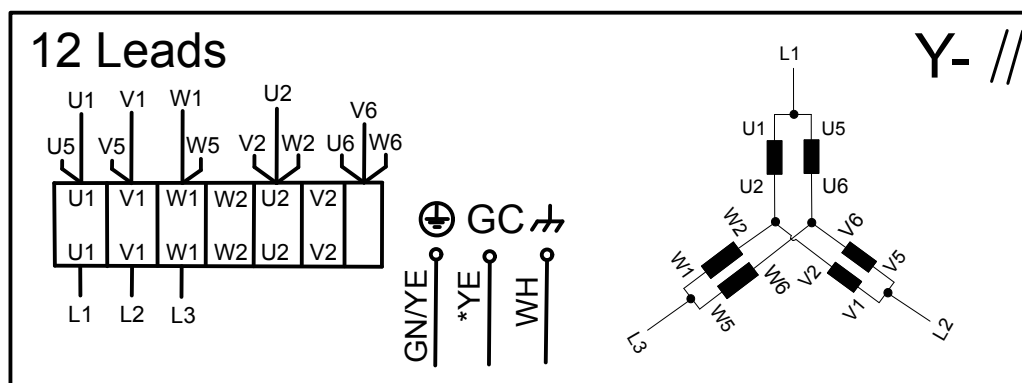 12 Leads
Y- //
U1 V1 W1 U2 V6
U5 V5 W5 V2 W2 U6 W6
U1 V1 W1 W2 U2 V2
U1 V1 W1 W2 U2 V2
L1 L2 L3
GC
GN/YE *YE WH
L1
U1 U5
U2 U6
W2 V6
W1 W6 V2 V5
W5 V1
L3 L2